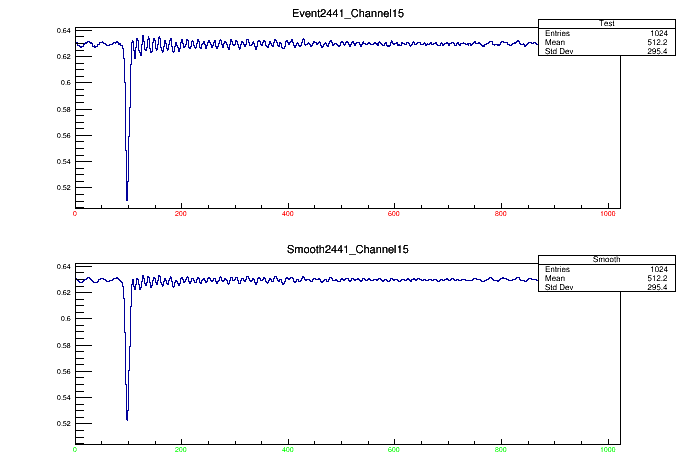 Event2441_Channel15
Test
Entries 1024
Mean 512.2
Std Dev 295.4
0.64
0.62
0.6
0.58
0.56
0.54
0.52
0 200 400 600 800 1000
Smooth2441_Channel15
Smooth
Entries 1024
Mean 512.2
Std Dev 295.4
0.64
0.62
0.6
0.58
0.56
0.54
0.52
0 200 400 600 800 1000